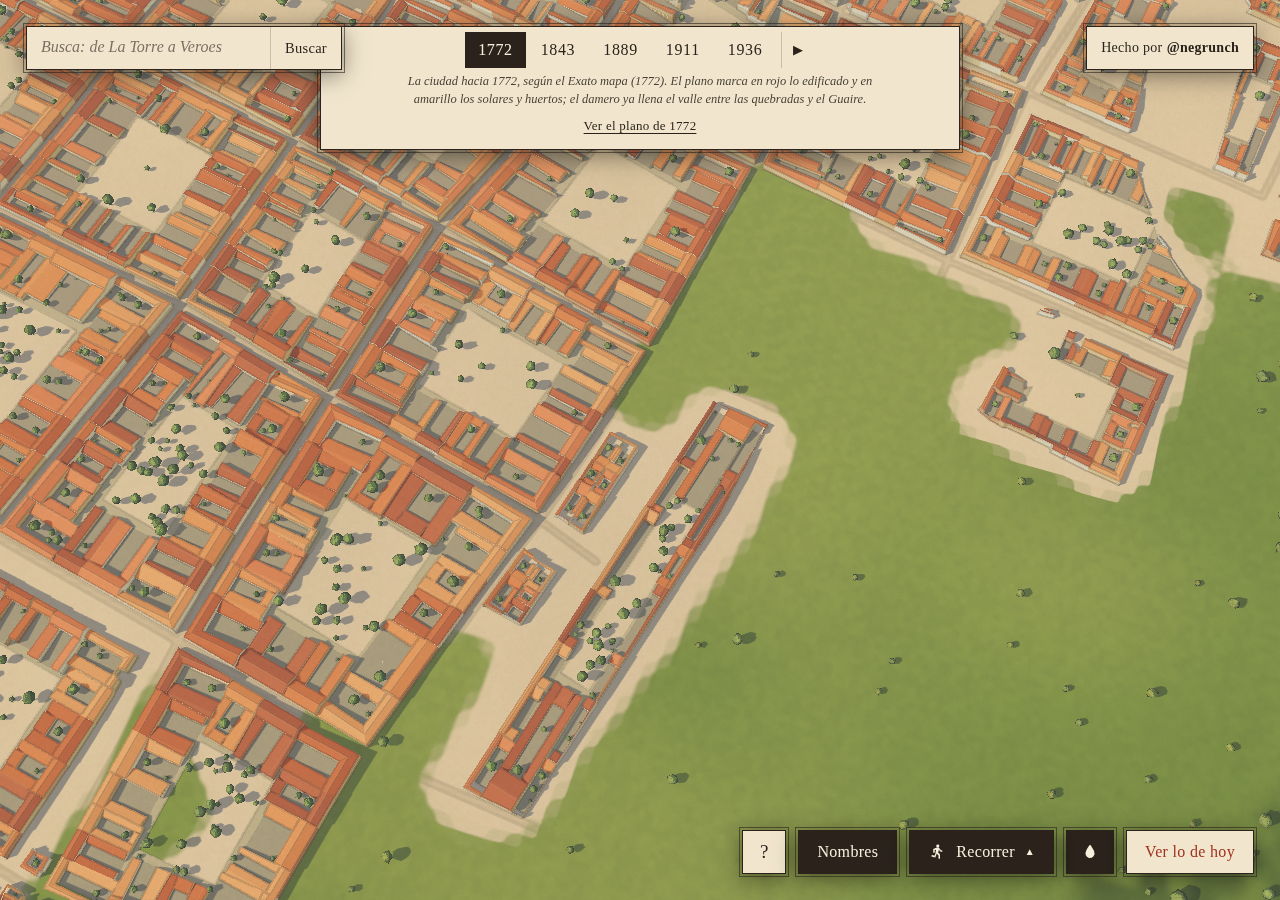 Busca: de La Torre a Veroes
Buscar
1772 1843 1889 1911 1936 ▶
La ciudad hacia 1772, según el Exato mapa (1772). El plano marca en rojo lo edificado y en
amarillo los solares y huertos; el damero ya llena el valle entre las quebradas y el Guaire.
Ver el plano de 1772
Hecho por @negrunch
?
Nombres
Recorrer ▲
Ver lo de hoy